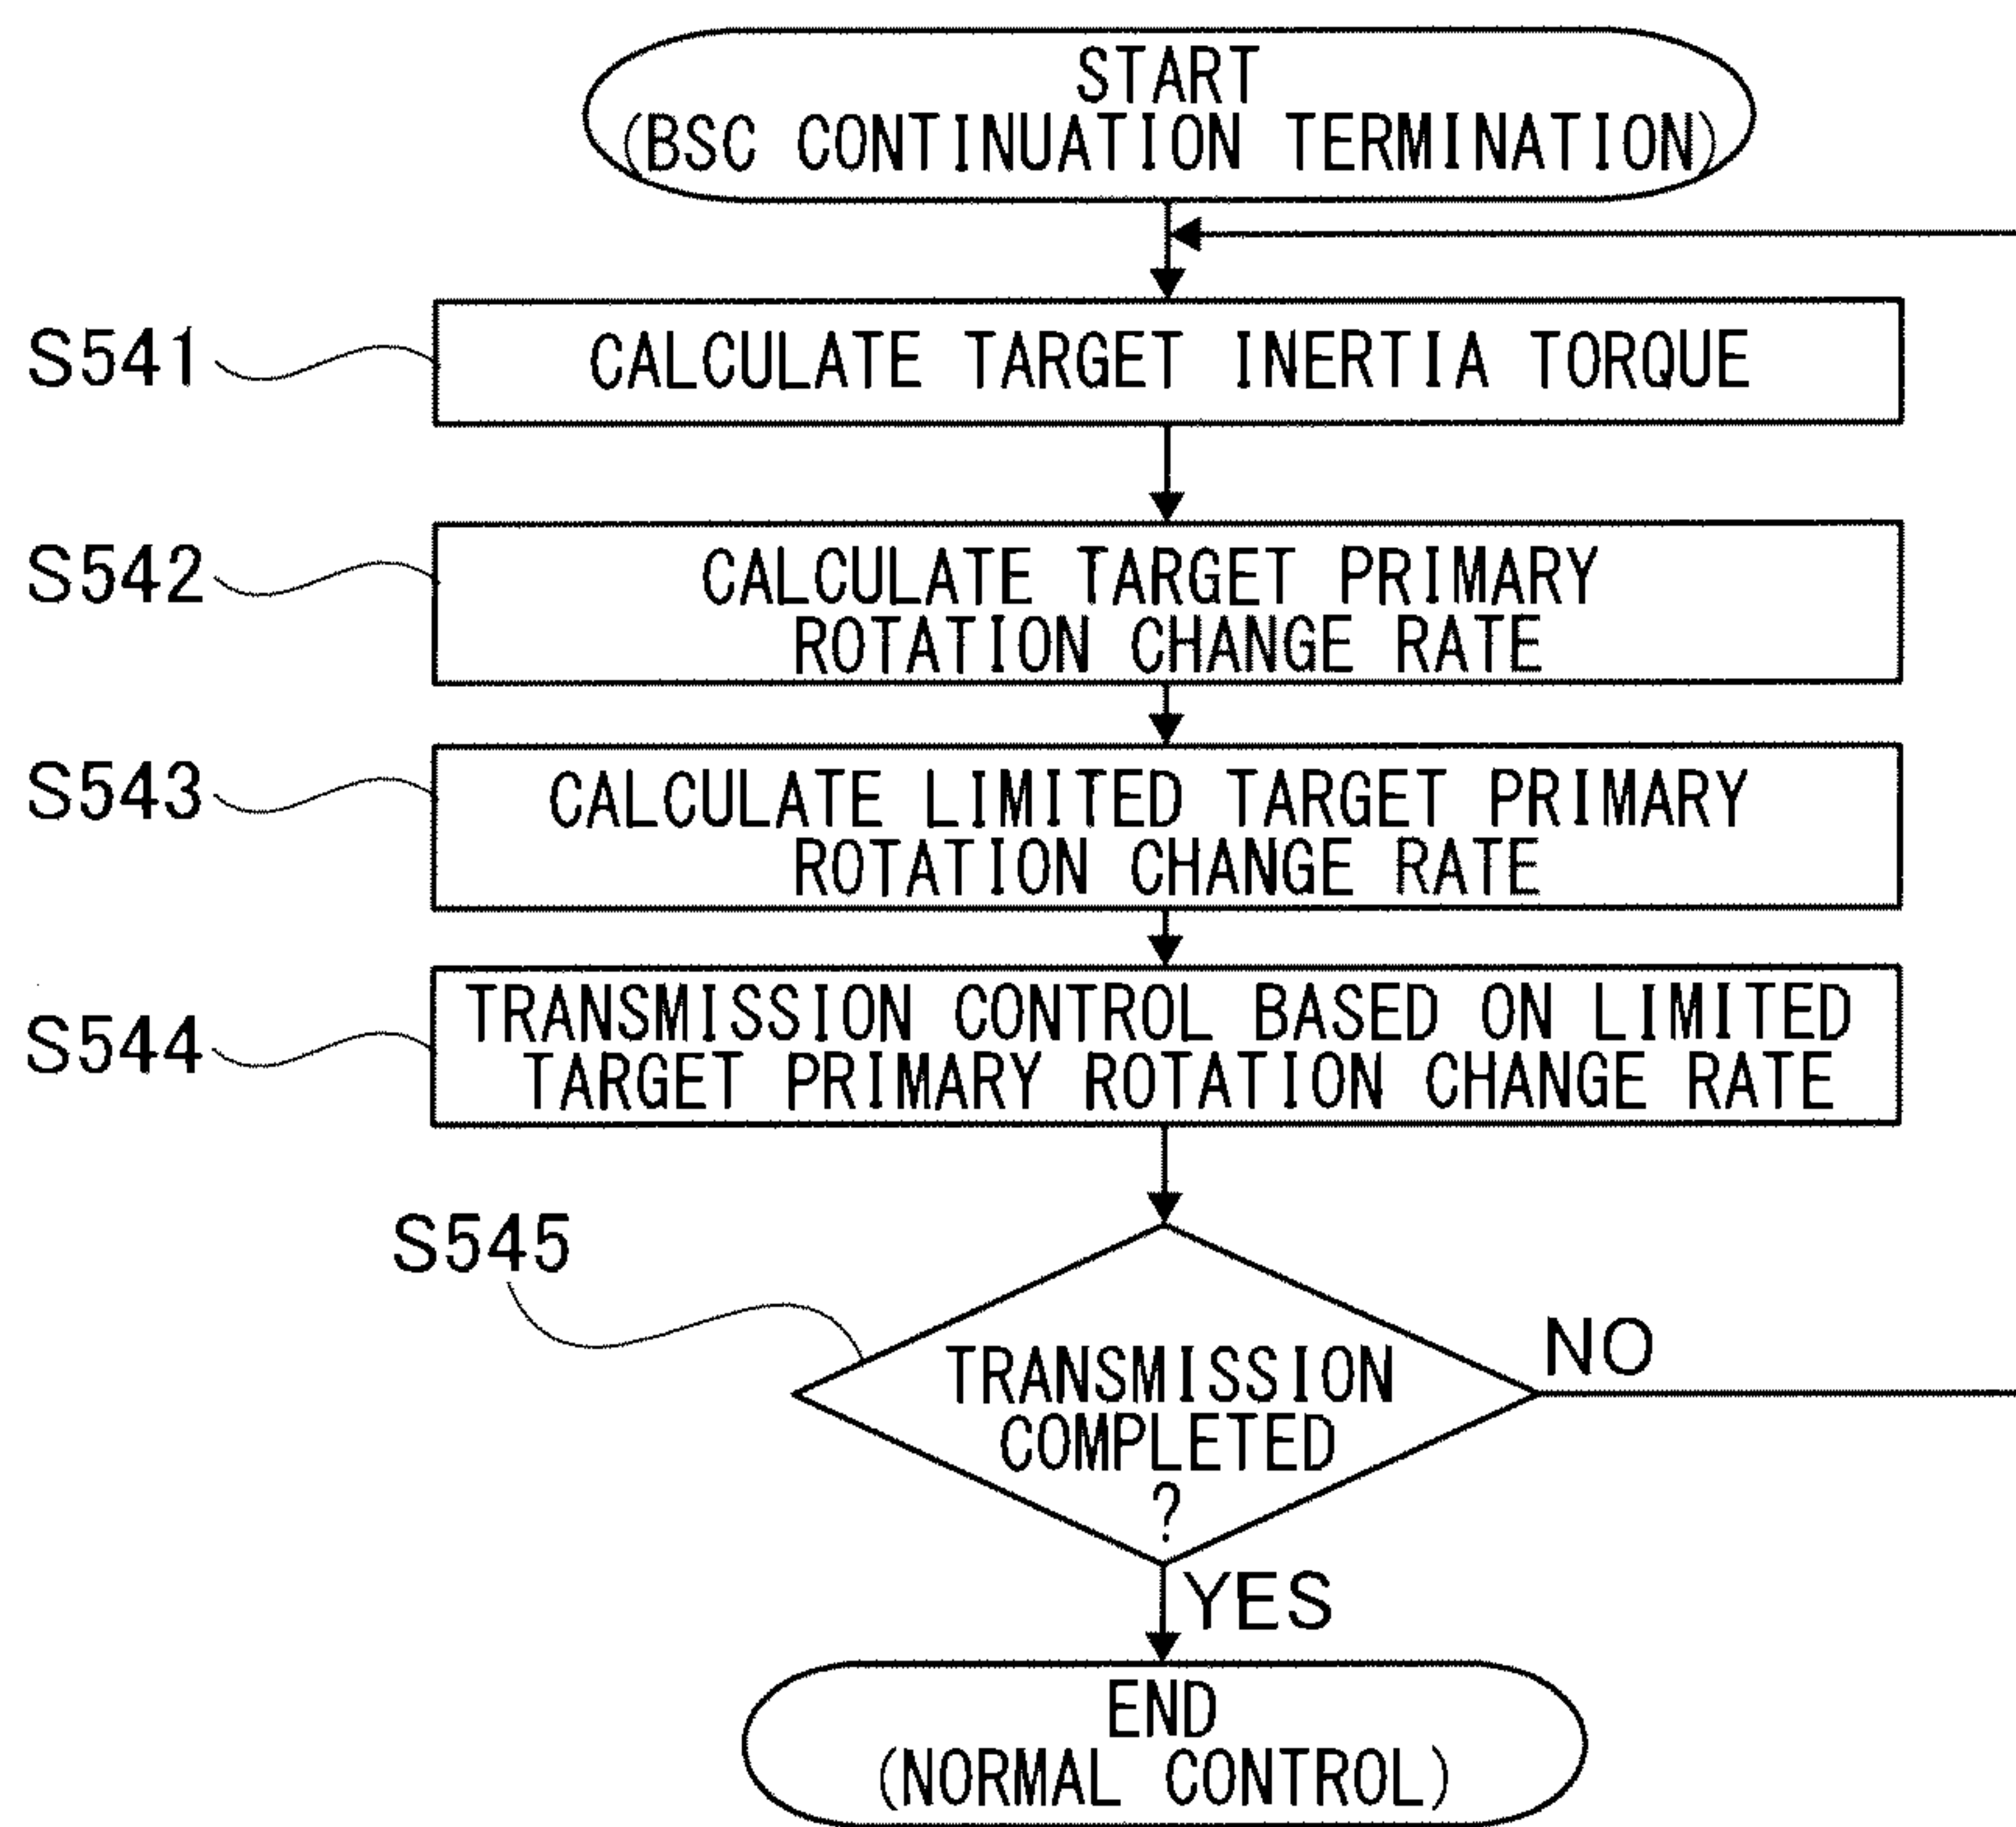 START
(BSC CONTINUATION TERMINATION)
S541
CALCULATE TARGET INERTIA TORQUE
S542
CALCULATE TARGET PRIMARY
ROTATION CHANGE RATE
S543
CALCULATE LIMITED TARGET PRIMARY
ROTATION CHANGE RATE
S544
TRANSMISSION CONTROL BASED ON LIMITED
TARGET PRIMARY ROTATION CHANGE RATE
S545
TRANSMISSION
COMPLETED
?
NO
YES
END
(NORMAL CONTROL)